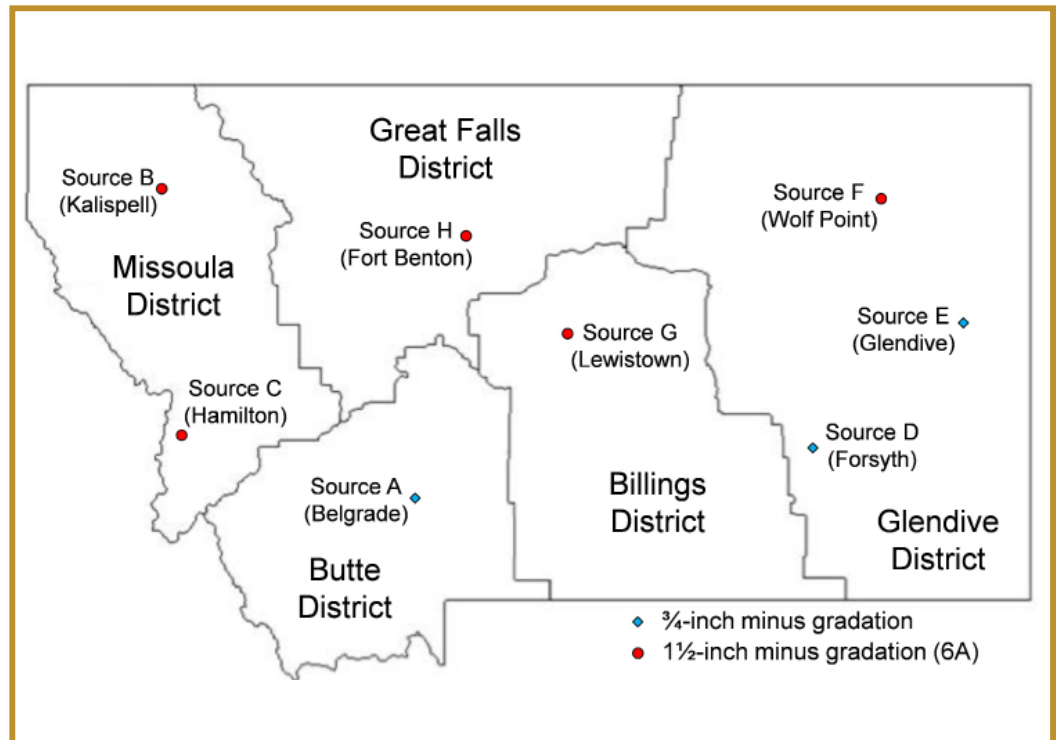 Great Falls
District
Source B
(Kalispell)
Source F
(Wolf Point)
Source H
(Fort Benton)
Missoula
District
Source E
(Glendive)
Source G
(Lewistown)
Source C
(Hamilton)
Source D
(Forsyth)
Source A
(Belgrade)
Billings
District
Glendive
District
Butte
District
¾-inch minus gradation
1½-inch minus gradation (6A)